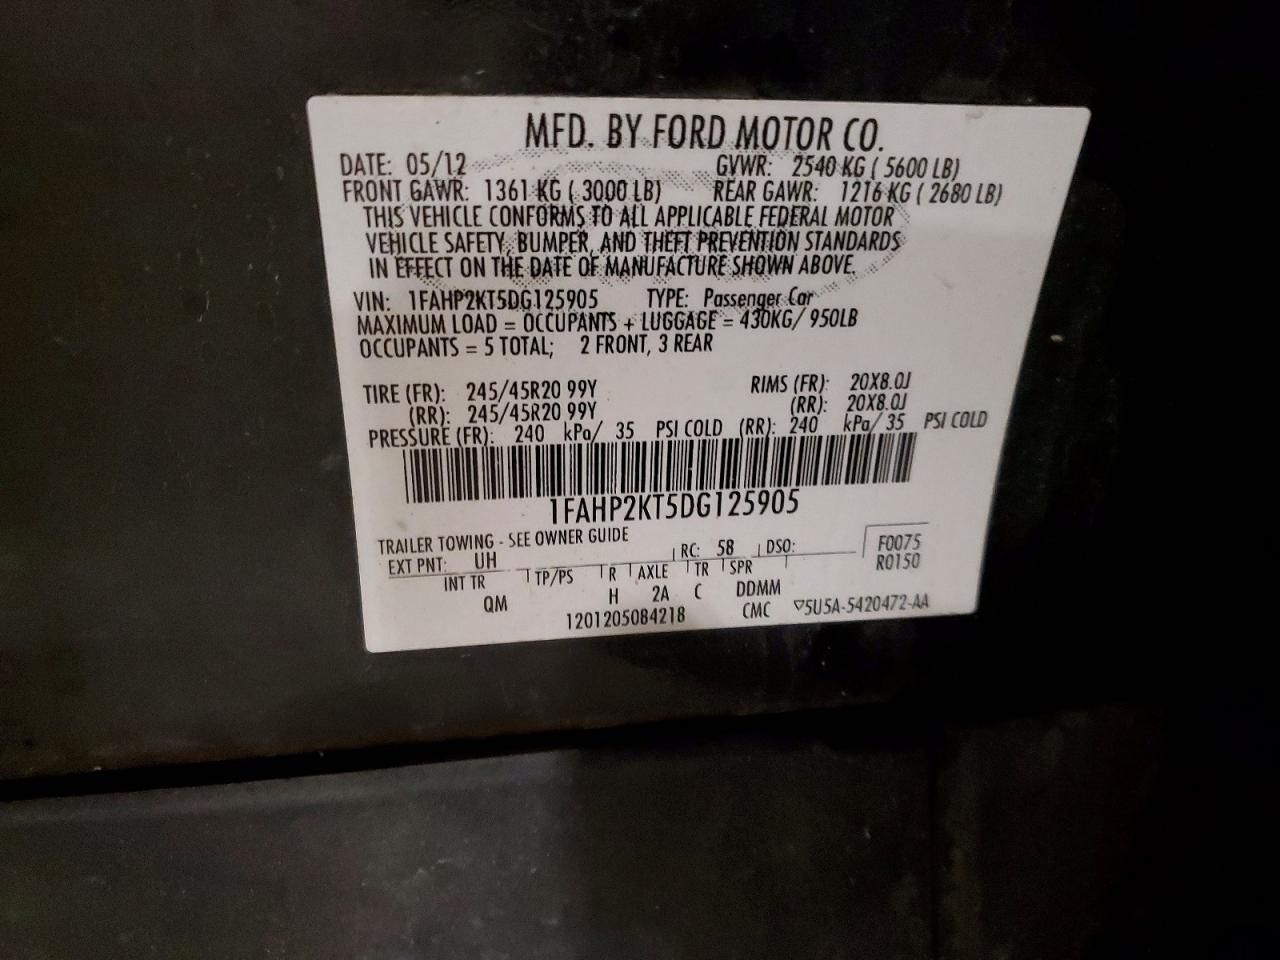 MFD. BY FORD MOTOR CO.
DATE: 05/12 GVWR: 2540 KG ( 5600 LB)
FRONT GAWR: 1361 KG ( 3000 LB) REAR GAWR: 1216 KG ( 2680 LB)
THIS VEHICLE CONFORMS TO ALL APPLICABLE FEDERAL MOTOR
VEHICLE SAFETY, BUMPER, AND THEFT PREVENTION STANDARDS
IN EFFECT ON THE DATE OF MANUFACTURE SHOWN ABOVE.
VIN: 1FAHP2KT5DG125905 TYPE: Passenger Car
MAXIMUM LOAD = OCCUPANTS + LUGGAGE = 430KG/ 950LB
OCCUPANTS = 5 TOTAL; 2 FRONT, 3 REAR
TIRE (FR): 245/45R20 99Y RIMS (FR): 20X8.0J
(RR): 245/45R20 99Y (RR): 20X8.0J
PRESSURE (FR): 240 kPa/ 35 PSI COLD (RR): 240 kPa/ 35 PSI COLD
1FAHP2KT5DG125905
TRAILER TOWING - SEE OWNER GUIDE
EXT PNT: UH RC: 58 DSO: F0075
R0150
INT TR TP/PS R AXLE TR SPR
QM H 2A C DDMM
1201205084218 CMC ▽5U5A-5420472-AA